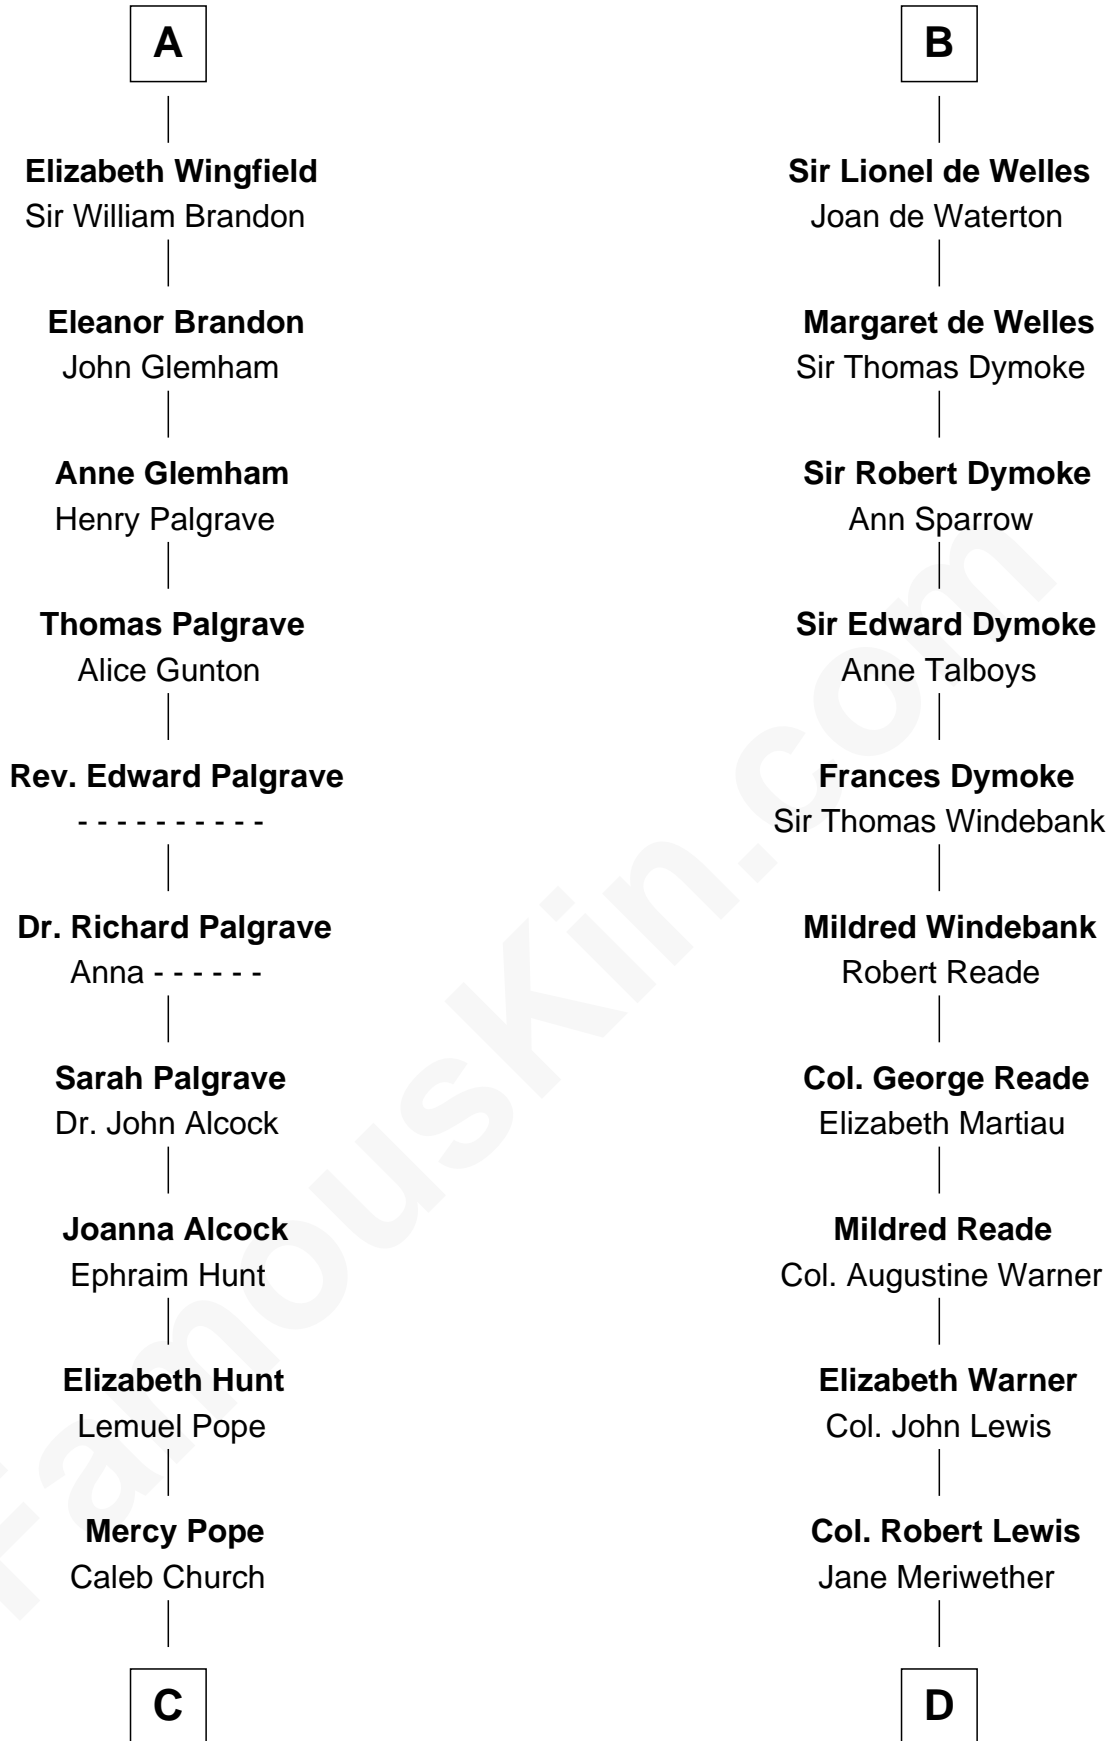 A
Elizabeth Wingfield
Sir William Brandon
Eleanor Brandon
John Glemham
Anne Glemham
Henry Palgrave
Thomas Palgrave
Alice Gunton
Rev. Edward Palgrave
- - - - - - - - - -
Dr. Richard Palgrave
Anna - - - - - -
Sarah Palgrave
Dr. John Alcock
Joanna Alcock
Ephraim Hunt
Elizabeth Hunt
Lemuel Pope
Mercy Pope
Caleb Church
C
B
Sir Lionel de Welles
Joan de Waterton
Margaret de Welles
Sir Thomas Dymoke
Sir Robert Dymoke
Ann Sparrow
Sir Edward Dymoke
Anne Talboys
Frances Dymoke
Sir Thomas Windebank
Mildred Windebank
Robert Reade
Col. George Reade
Elizabeth Martiau
Mildred Reade
Col. Augustine Warner
Elizabeth Warner
Col. John Lewis
Col. Robert Lewis
Jane Meriwether
D
FamousKin.com